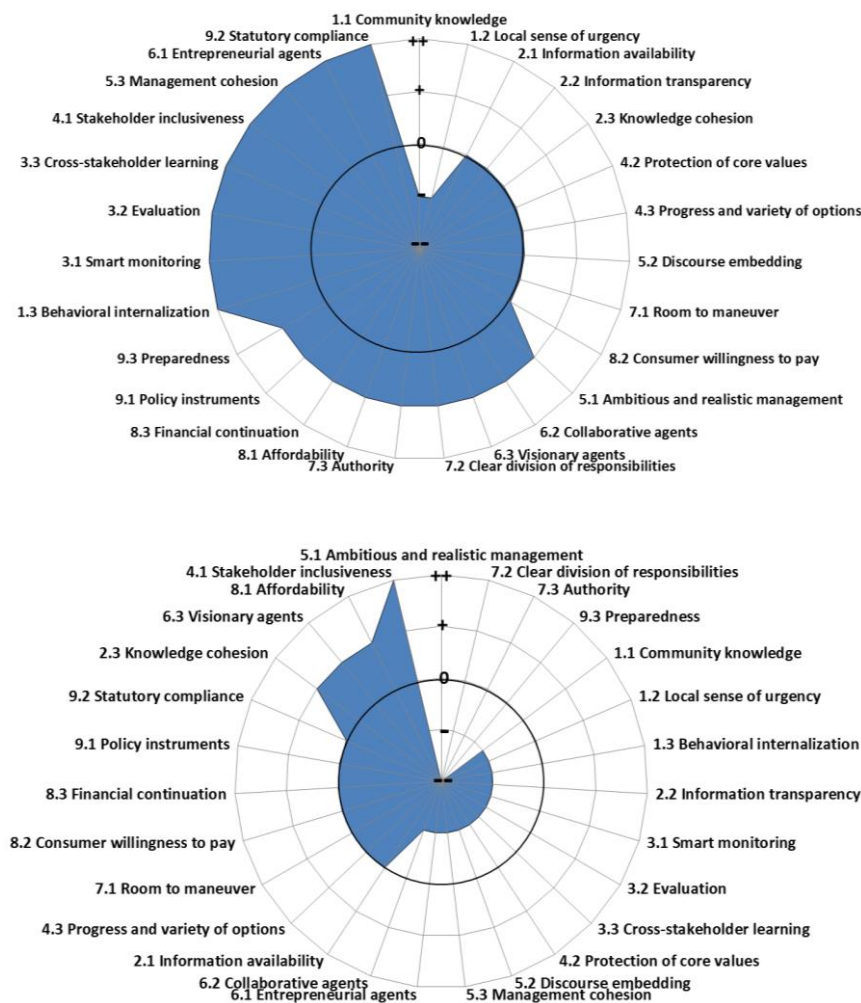 1.1 Community knowledge
9.2 Statutory compliance
1.2 Local sense of urgency
6.1 Entrepreneurial agents
2.1 Information availability
5.3 Management cohesion
2.2 Information transparency
4.1 Stakeholder inclusiveness
2.3 Knowledge cohesion
3.3 Cross-stakeholder learning
4.2 Protection of core values
3.2 Evaluation
4.3 Progress and variety of options
3.1 Smart monitoring
5.2 Discourse embedding
1.3 Behavioral internalization
7.1 Room to maneuver
9.3 Preparedness
8.2 Consumer willingness to pay
9.1 Policy instruments
5.1 Ambitious and realistic management
8.3 Financial continuation
6.2 Collaborative agents
8.1 Affordability
6.3 Visionary agents
7.3 Authority
7.2 Clear division of responsibilities
++
+
0
-
--
5.1 Ambitious and realistic management
4.1 Stakeholder inclusiveness
7.2 Clear division of responsibilities
8.1 Affordability
7.3 Authority
6.3 Visionary agents
9.3 Preparedness
2.3 Knowledge cohesion
1.1 Community knowledge
9.2 Statutory compliance
1.2 Local sense of urgency
9.1 Policy instruments
1.3 Behavioral internalization
8.3 Financial continuation
2.2 Information transparency
8.2 Consumer willingness to pay
3.1 Smart monitoring
7.1 Room to maneuver
3.2 Evaluation
4.3 Progress and variety of options
3.3 Cross-stakeholder learning
2.1 Information availability
4.2 Protection of core values
6.2 Collaborative agents
5.2 Discourse embedding
6.1 Entrepreneurial agents
5.3 Management cohesion
++
+
0
-
--